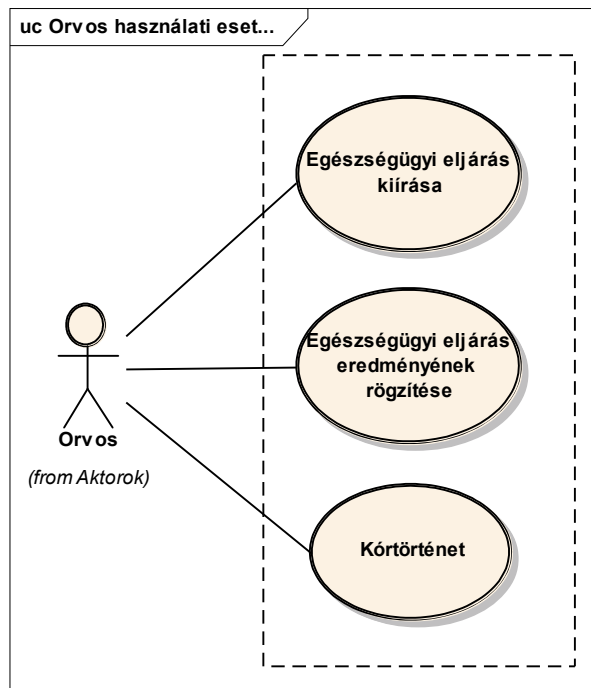 uc Orvos használati eset...
Egészségügyi eljárás
kiírása
Egészségügyi eljárás
eredményének
rögzítése
Orvos
(from Aktorok)
Kórtörténet